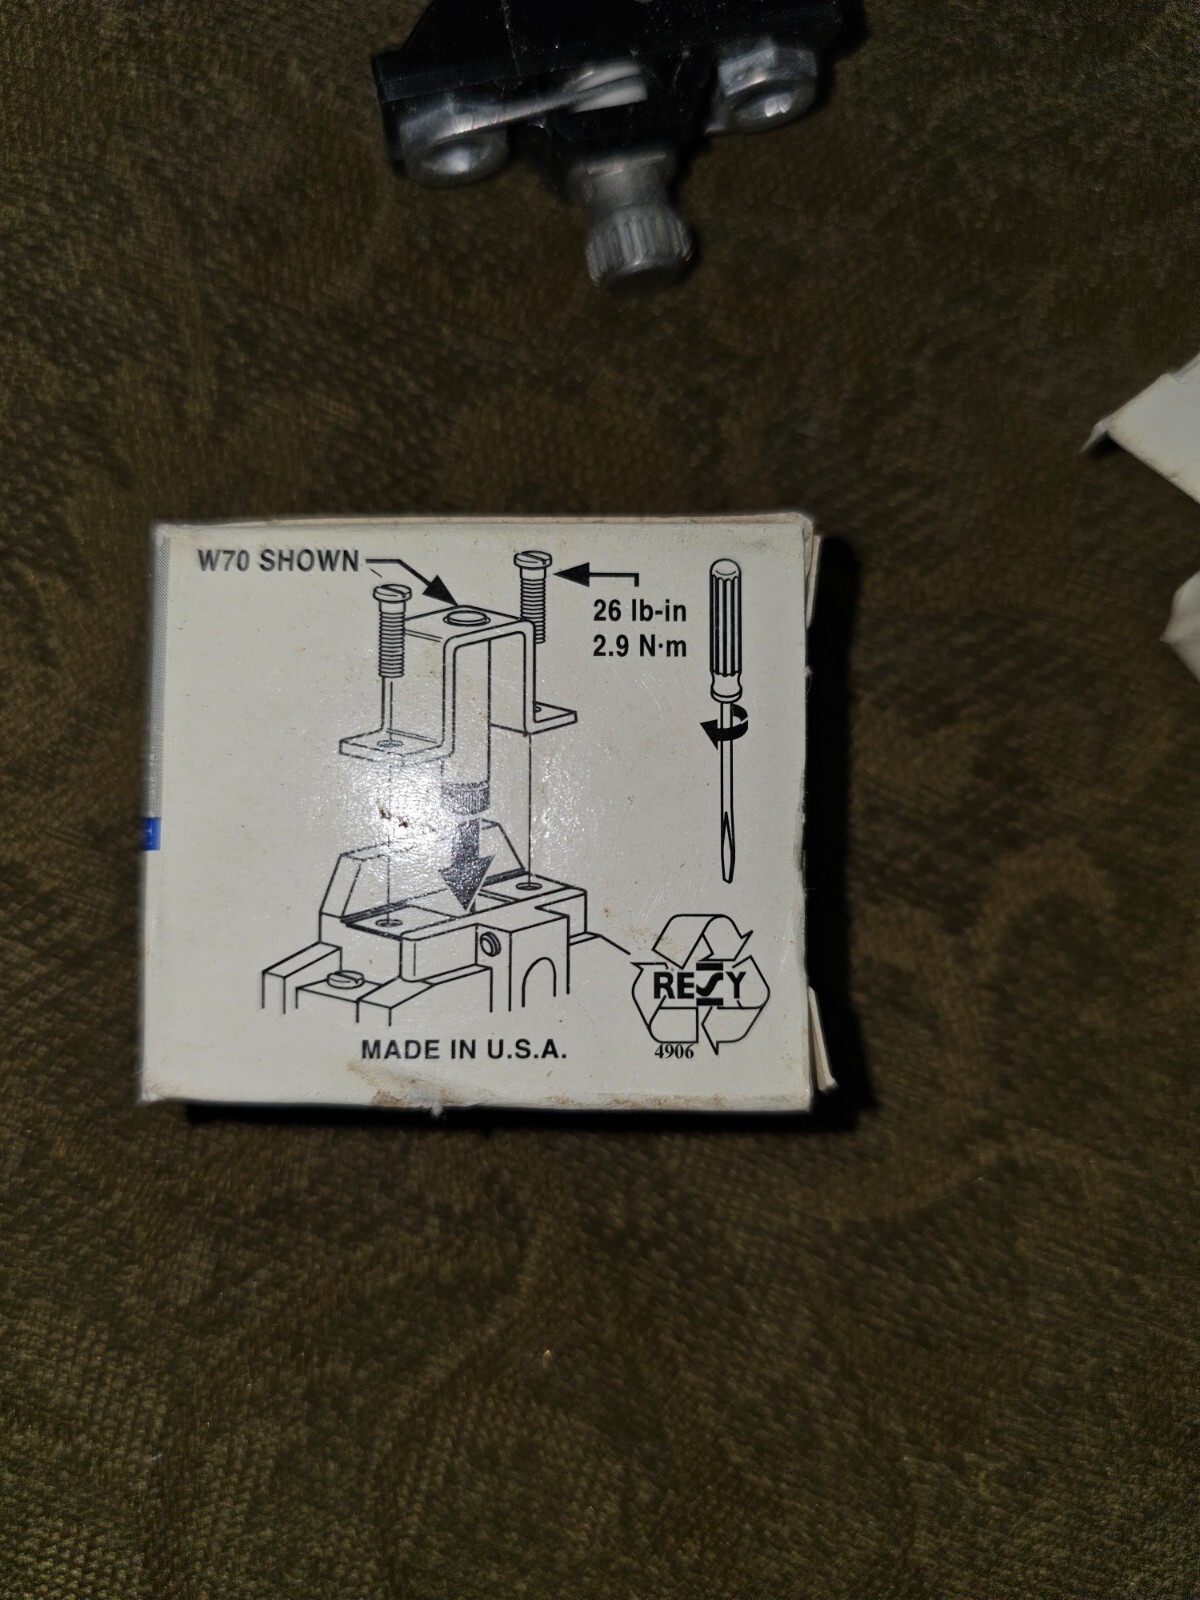 W70 SHOWN
26 lb-in
2.9 N·m
RESY
4906
MADE IN U.S.A.